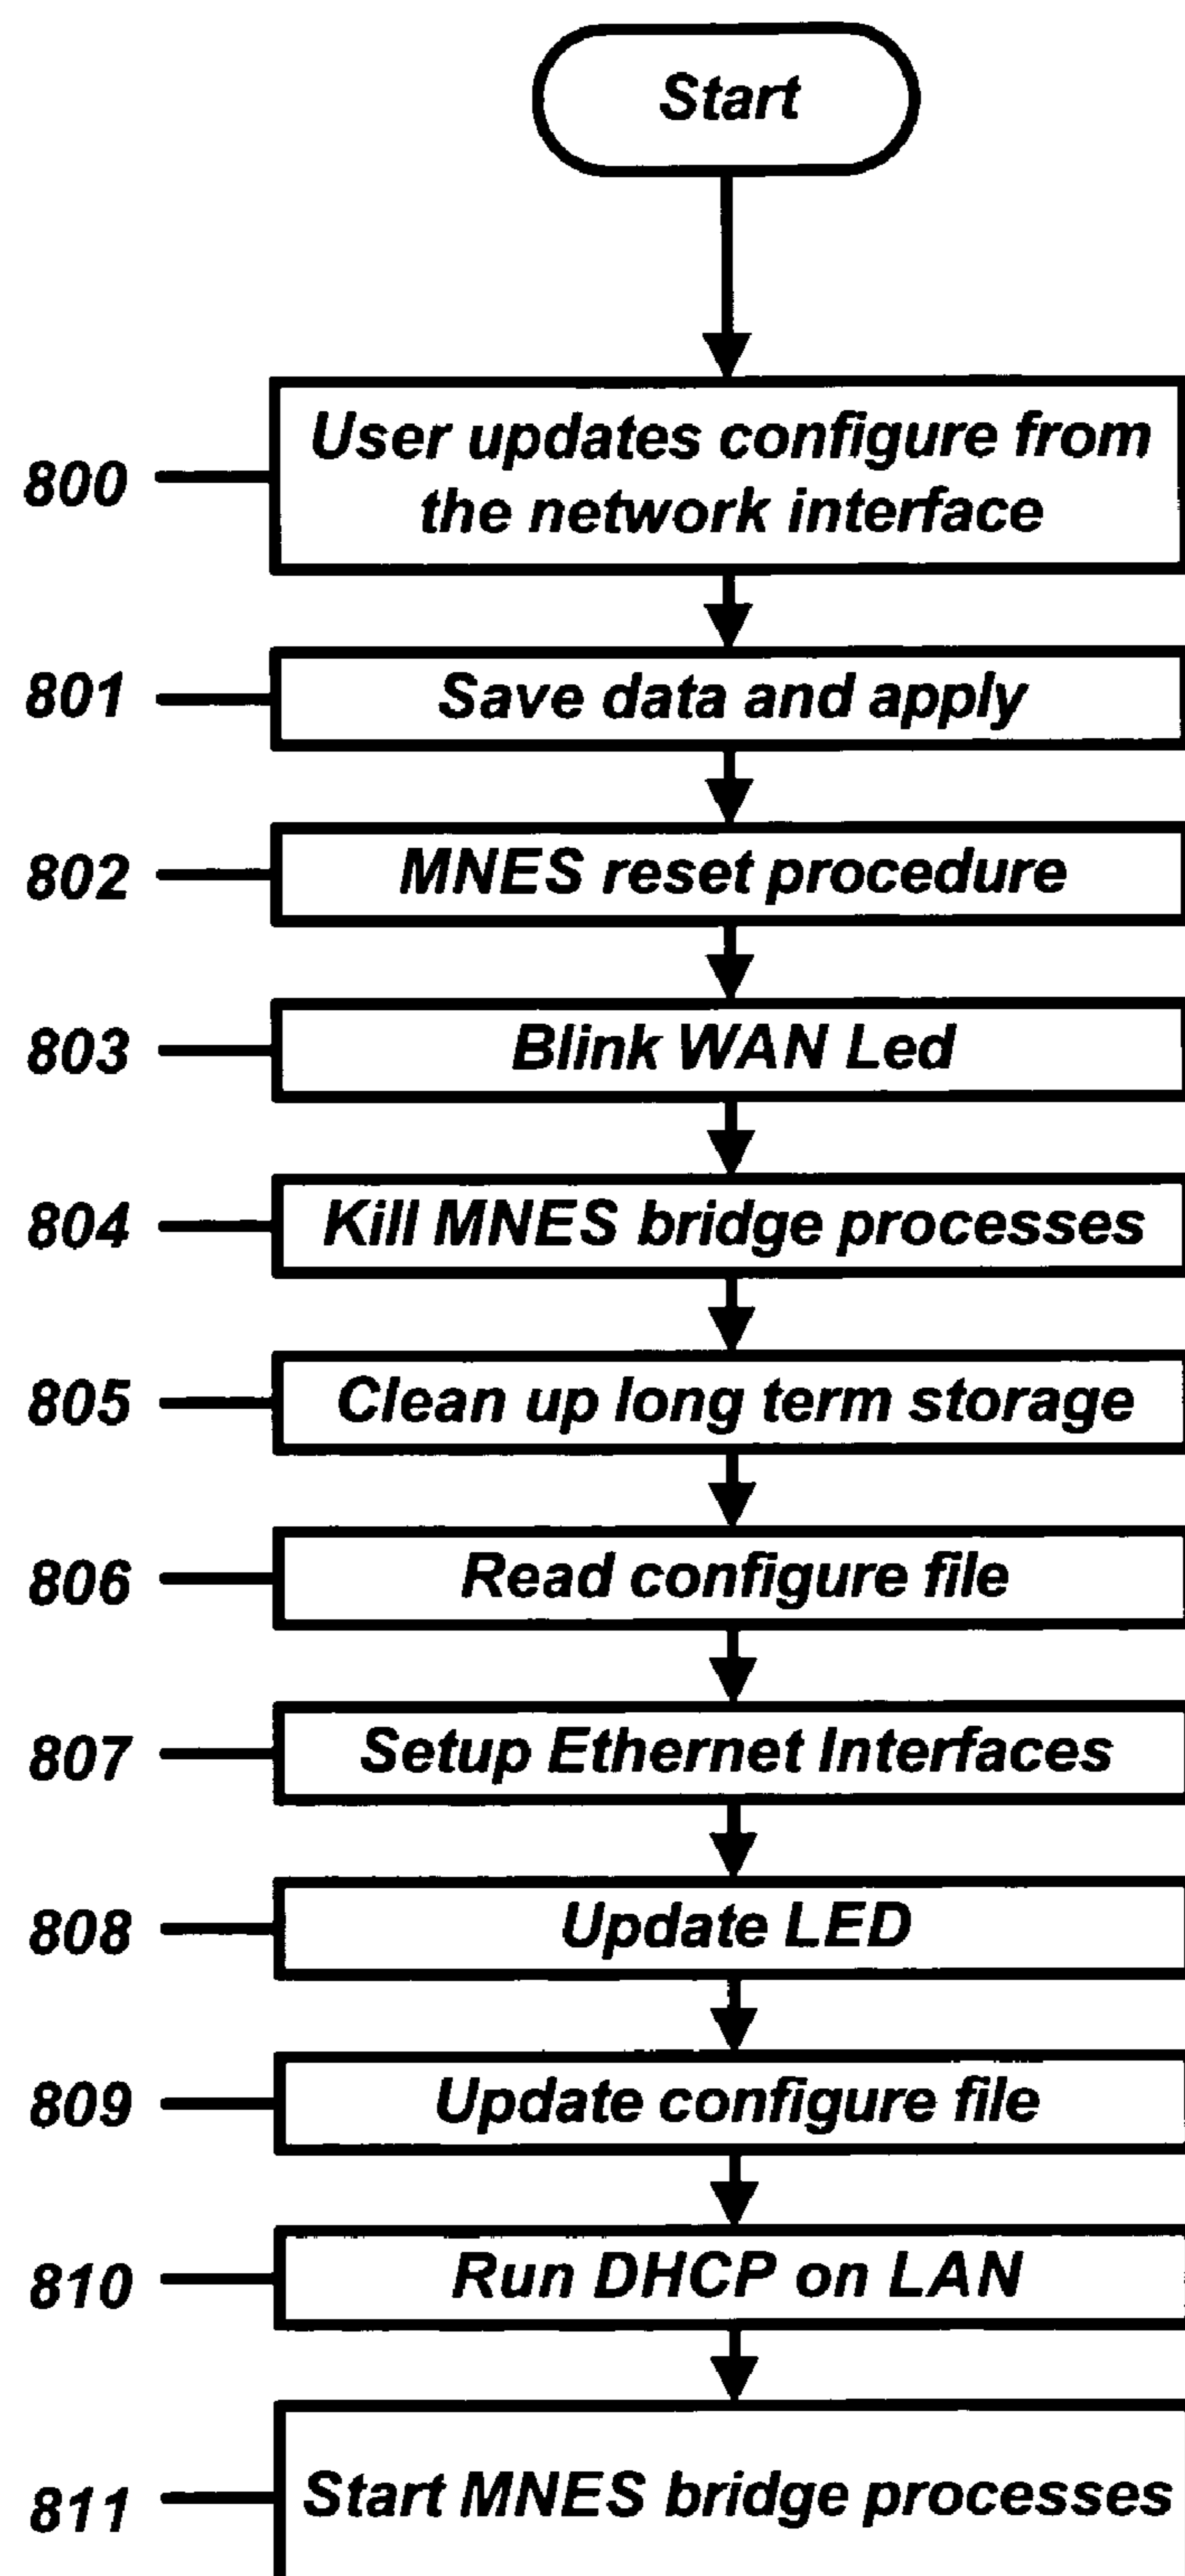 Start
800
User updates configure from
the network interface
801
Save data and apply
802
MNES reset procedure
803
Blink WAN Led
804
Kill MNES bridge processes
805
Clean up long term storage
806
Read configure file
807
Setup Ethernet Interfaces
808
Update LED
809
Update configure file
810
Run DHCP on LAN
811
Start MNES bridge processes